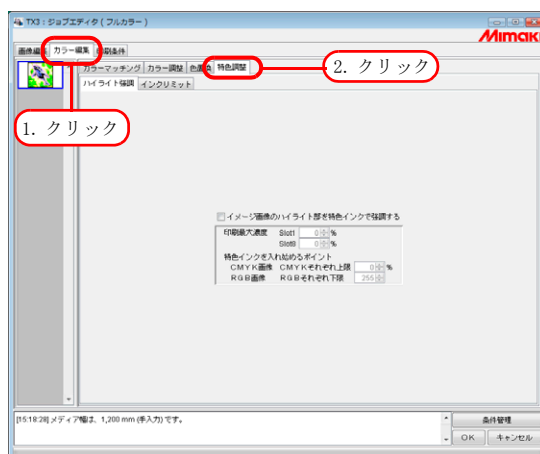 TX3 : ジョブエディタ ( フルカラー )
Mimaki
画像編集 カラー編集 印刷条件
カラーマッチング カラー調整 色置換 特色調整
2. クリック
ハイライト強調 インクリミット
1. クリック
イメージ画像のハイライト部を特色インクで強調する
印刷最大濃度 Slot1 0 %
Slot8 0 %
特色インクを入れ始めるポイント
CMYK画像 CMYKそれぞれ上限 0 %
RGB画像 RGBそれぞれ下限 255
[15:18:28] メディア幅は、1,200 mm (手入力) です。
条件管理
OK キャンセル